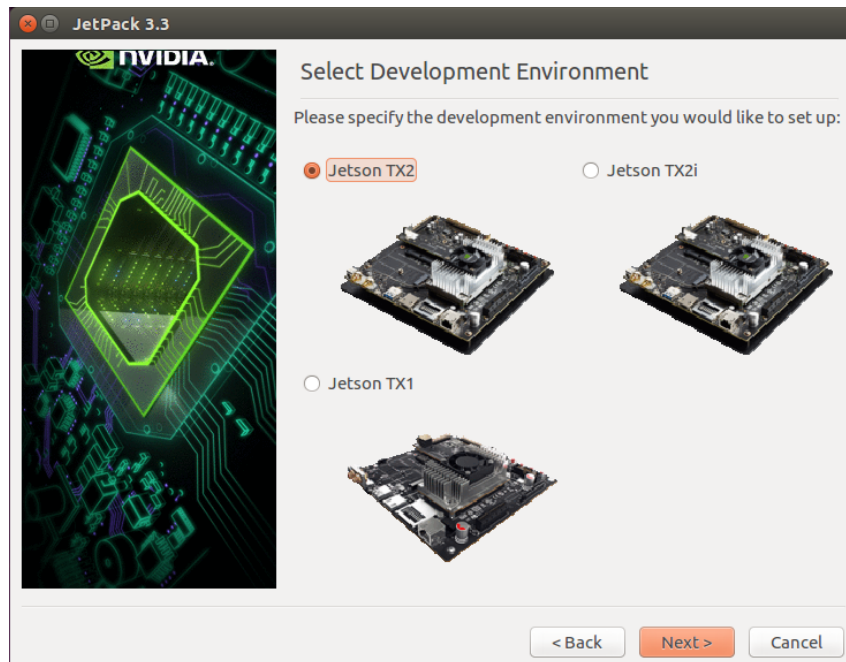 JetPack 3.3
NVIDIA.
Select Development Environment
Please specify the development environment you would like to set up:
Jetson TX2
Jetson TX2i
Jetson TX1
< Back
Next >
Cancel